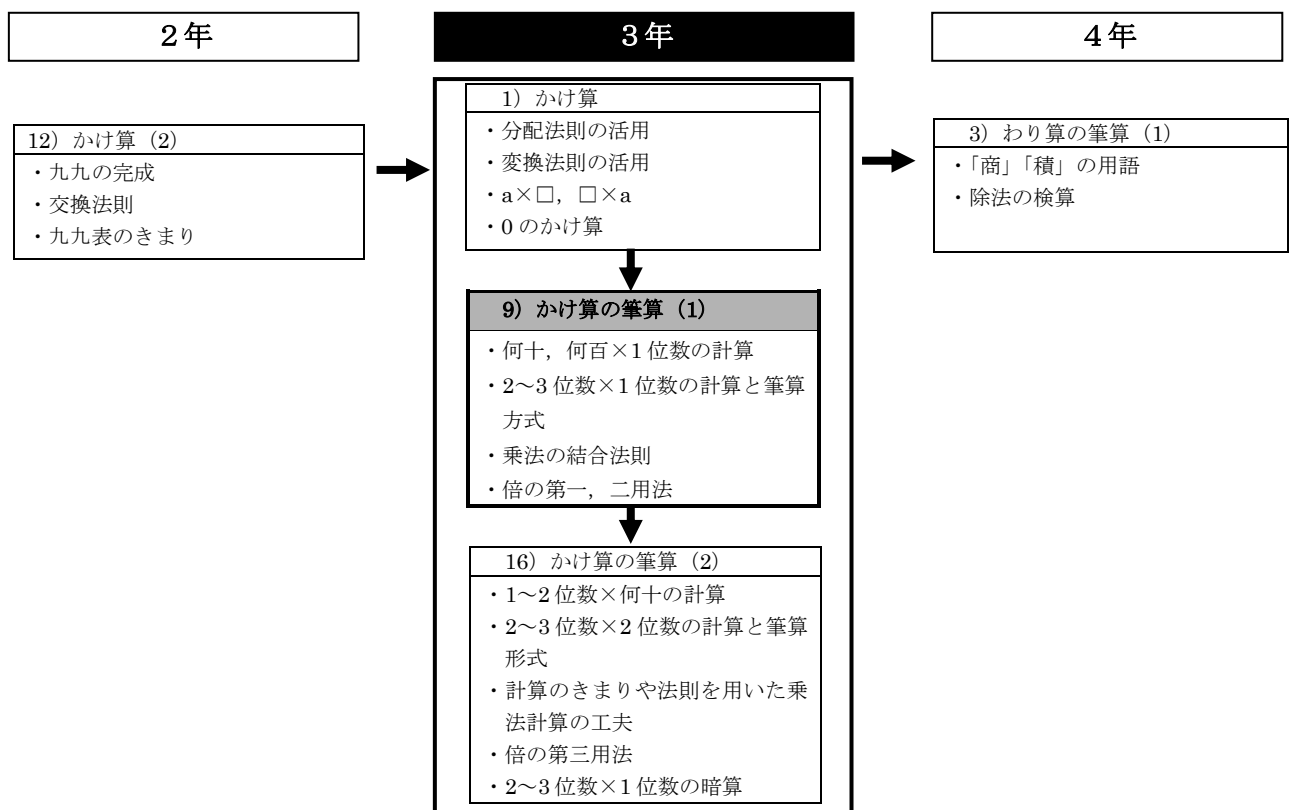 2年
3年
4年
12）かけ算（2）
・九九の完成
・交換法則
・九九表のきまり
1）かけ算
・分配法則の活用
・変換法則の活用
・a×□，□×a
・0のかけ算
9）かけ算の筆算（1）
・何十，何百×1位数の計算
・2～3位数×1位数の計算と筆算
方式
・乗法の結合法則
・倍の第一，二用法
16）かけ算の筆算（2）
・1～2位数×何十の計算
・2～3位数×2位数の計算と筆算
形式
・計算のきまりや法則を用いた乗
法計算の工夫
・倍の第三用法
・2～3位数×1位数の暗算
3）わり算の筆算（1）
・「商」「積」の用語
・除法の検算